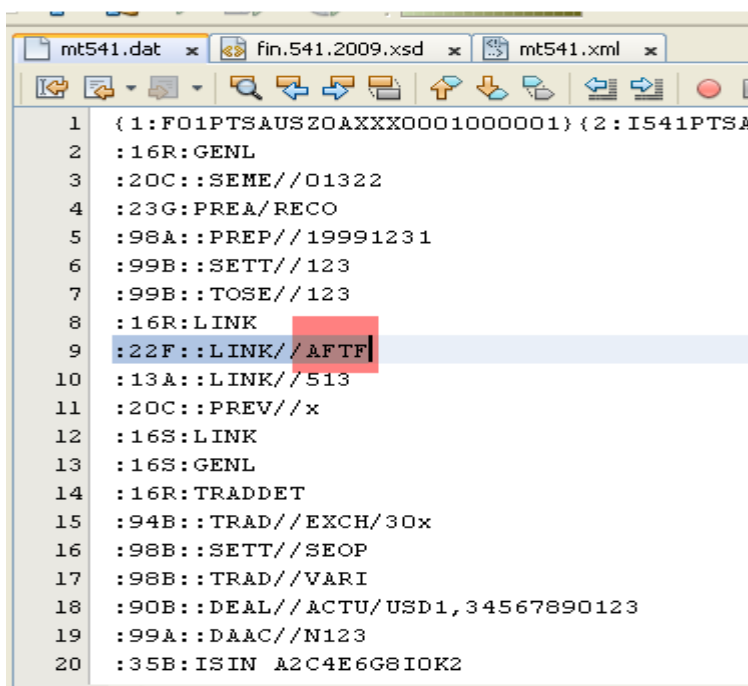 mt541.dat x fin.541.2009.xsd x mt541.xml x
1 {1:F01PTSAUSZ0AXXX0001000001}{2:I541PTSA
2 :16R:GENL
3 :20C::SEME//01322
4 :23G:PREA/RECO
5 :98A::PREP//19991231
6 :99B::SETT//123
7 :99B::TOSE//123
8 :16R:LINK
9 :22F::LINK//AFTF
10 :13A::LINK//513
11 :20C::PREV//x
12 :16S:LINK
13 :16S:GENL
14 :16R:TRADDET
15 :94B::TRAD//EXCH/30x
16 :98B::SETT//SEOP
17 :98B::TRAD//VARI
18 :90B::DEAL//ACTU/USD1,34567890123
19 :99A::DAAC//N123
20 :35B:ISIN A2C4E6G8I0K2